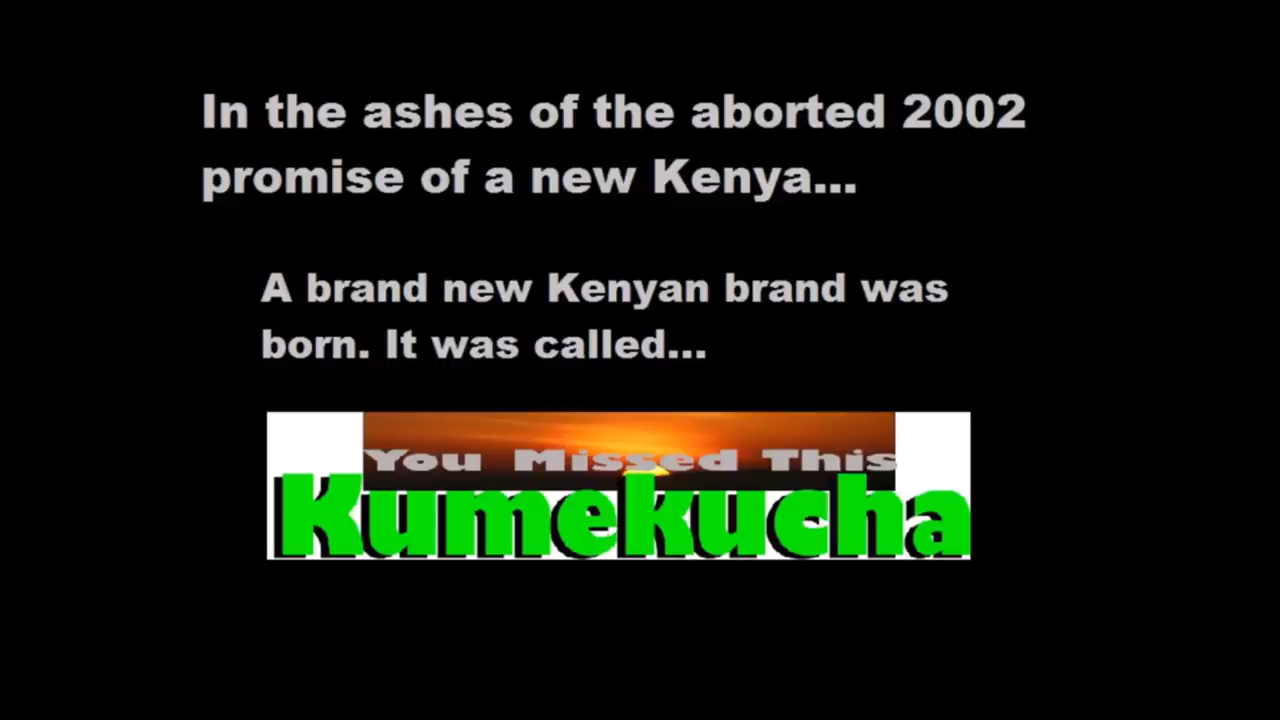 In the ashes of the aborted 2002
promise of a new Kenya...
A brand new Kenyan brand was
born. It was called...
You Missed This
Kumekucha